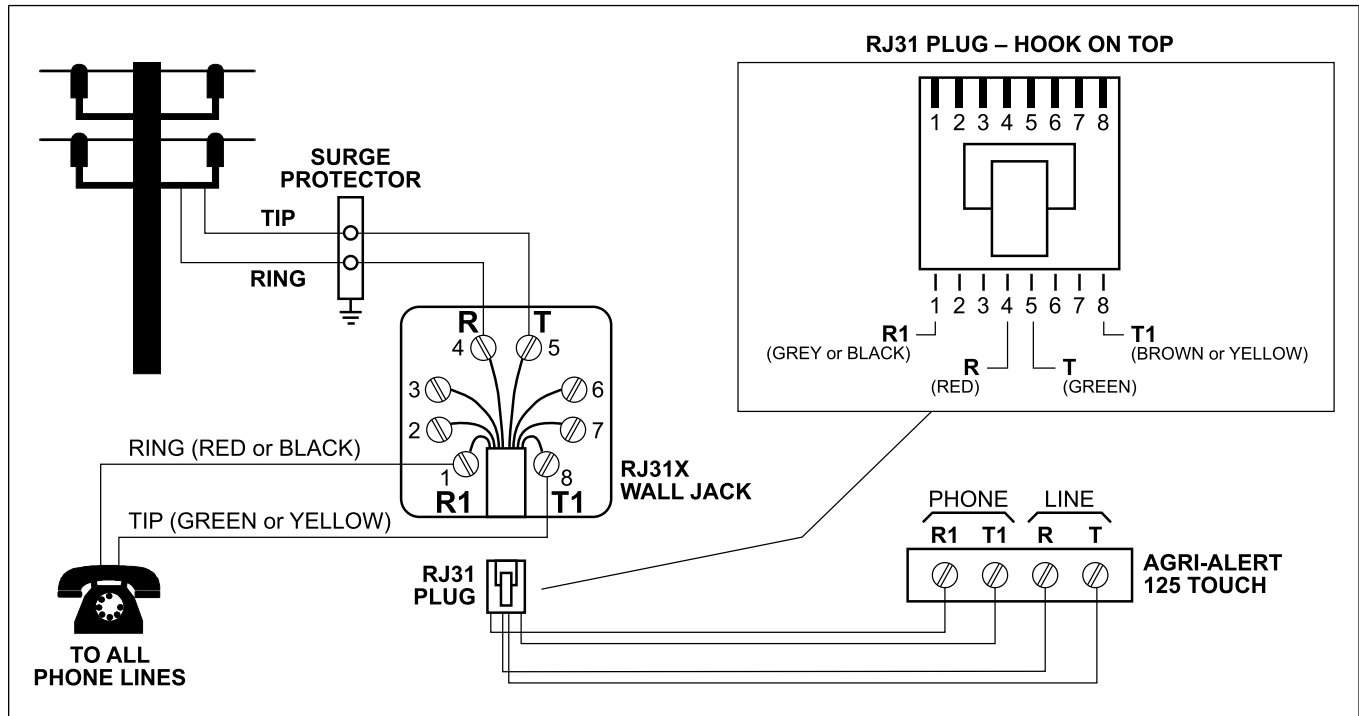 RJ31 PLUG – HOOK ON TOP
1 2 3 4 5 6 7 8
1 2 3 4 5 6 7 8
R1
(GREY or BLACK)
R
(RED)
T
(GREEN)
T1
(BROWN or YELLOW)
SURGE
PROTECTOR
TIP
RING
R T
4 5
3 6
2 7
1 8
R1 T1
RJ31X
WALL JACK
RING (RED or BLACK)
TIP (GREEN or YELLOW)
TO ALL
PHONE LINES
RJ31
PLUG
PHONE LINE
R1 T1 R T
AGRI-ALERT
125 TOUCH